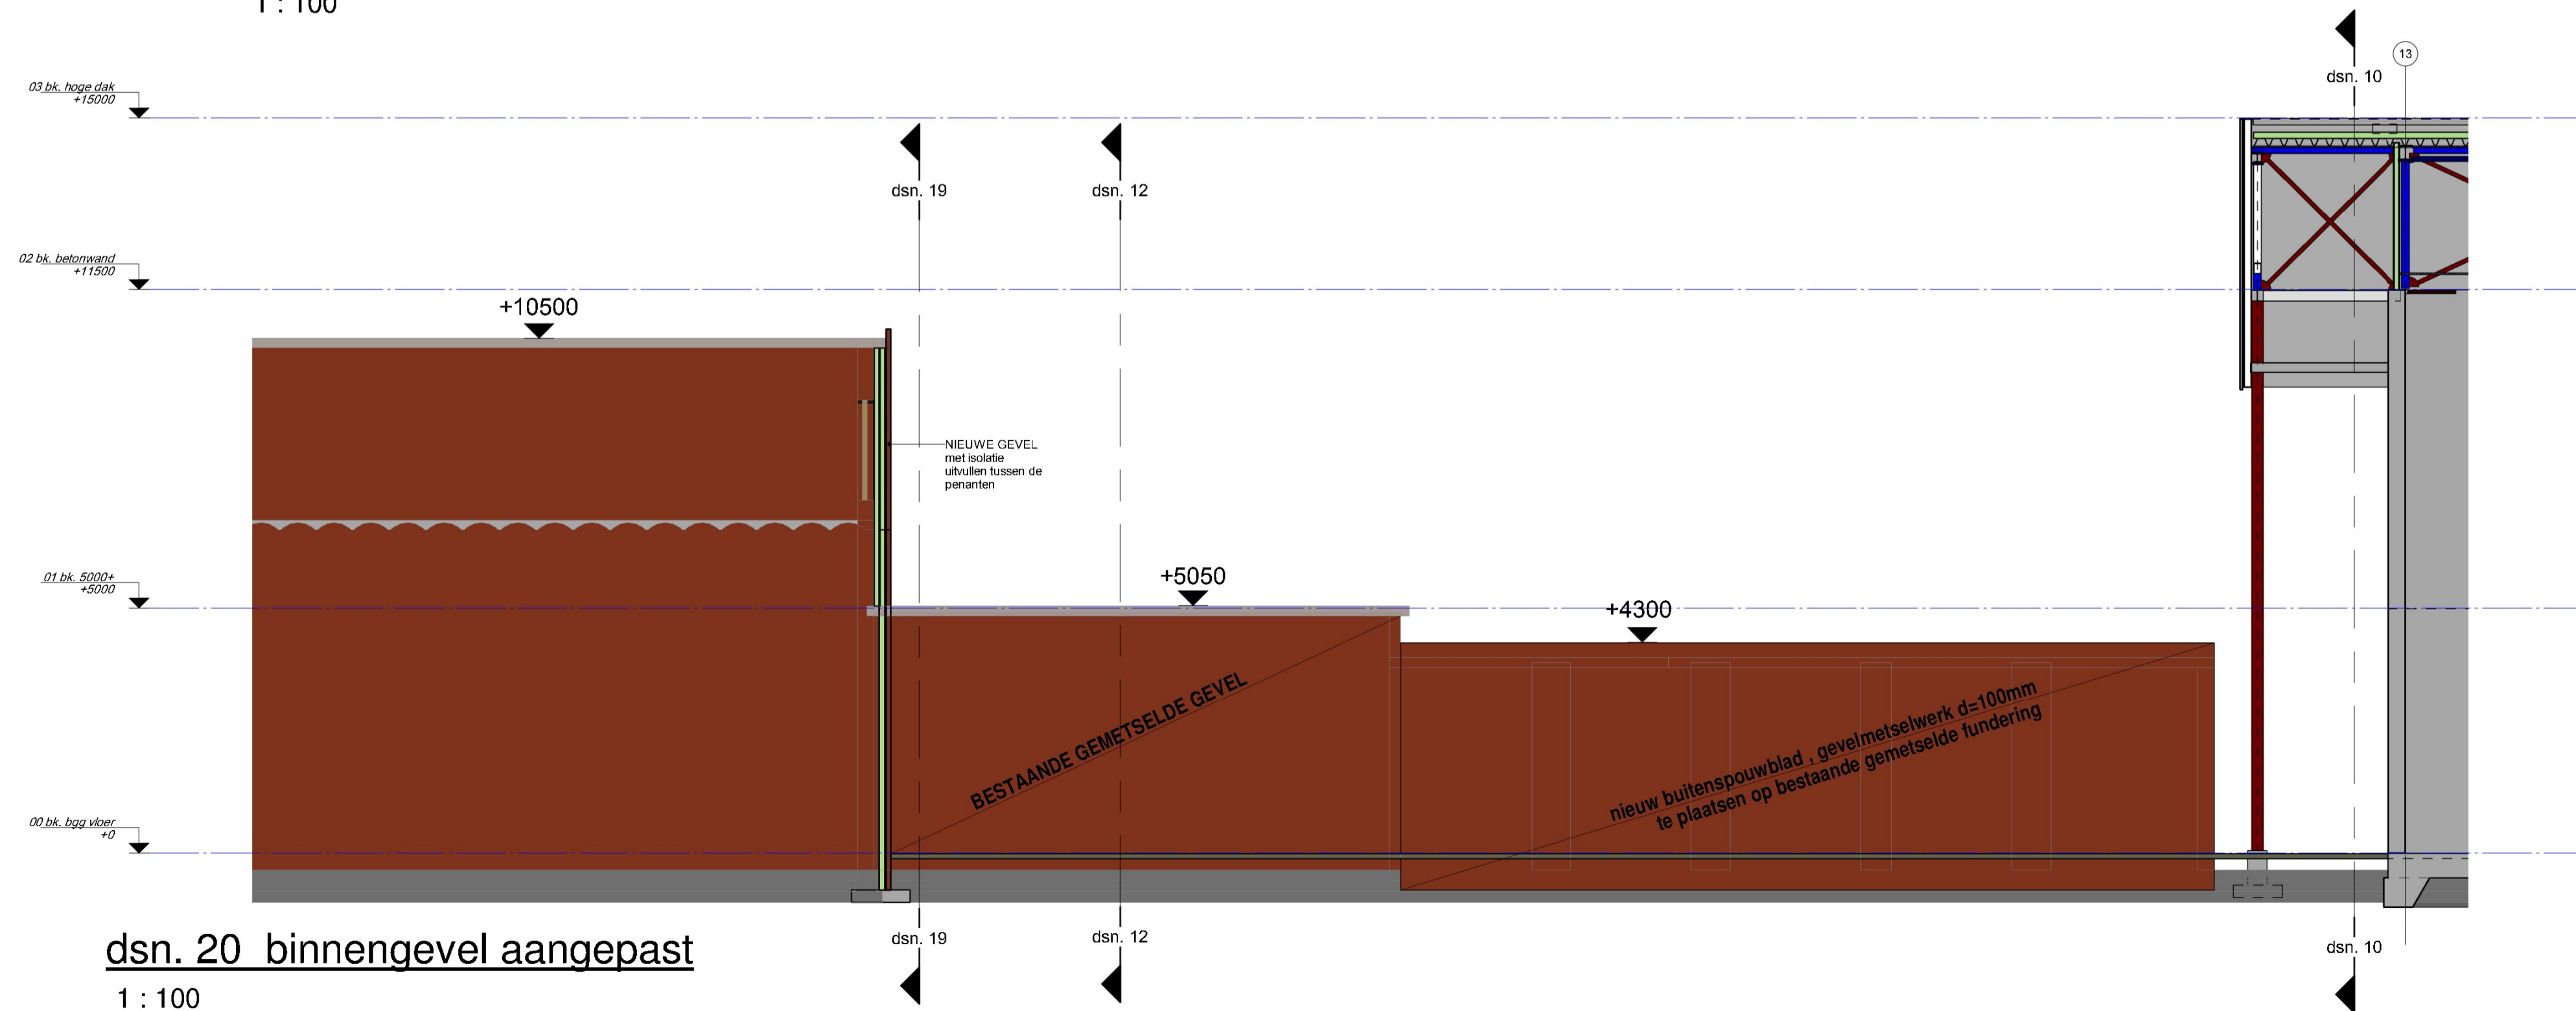 1 : 100
13
dsn. 10
03 bk. hoge dak
+15000
dsn. 19
dsn. 12
02 bk. betonwand
+11500
+10500
NIEUWE GEVEL
met isolatie
uitvullen tussen de
penanten
01 bk. 5000+
+5000
+5050
+4300
BESTAANDE GEMETSELDE GEVEL
nieuw buitenspouwblad , gevelmetselwerk d=100mm
te plaatsen op bestaande gemetselde fundering
00 bk. bgg vloer
+0
dsn. 19
dsn. 12
dsn. 10
dsn. 20 binnengevel aangepast
1 : 100